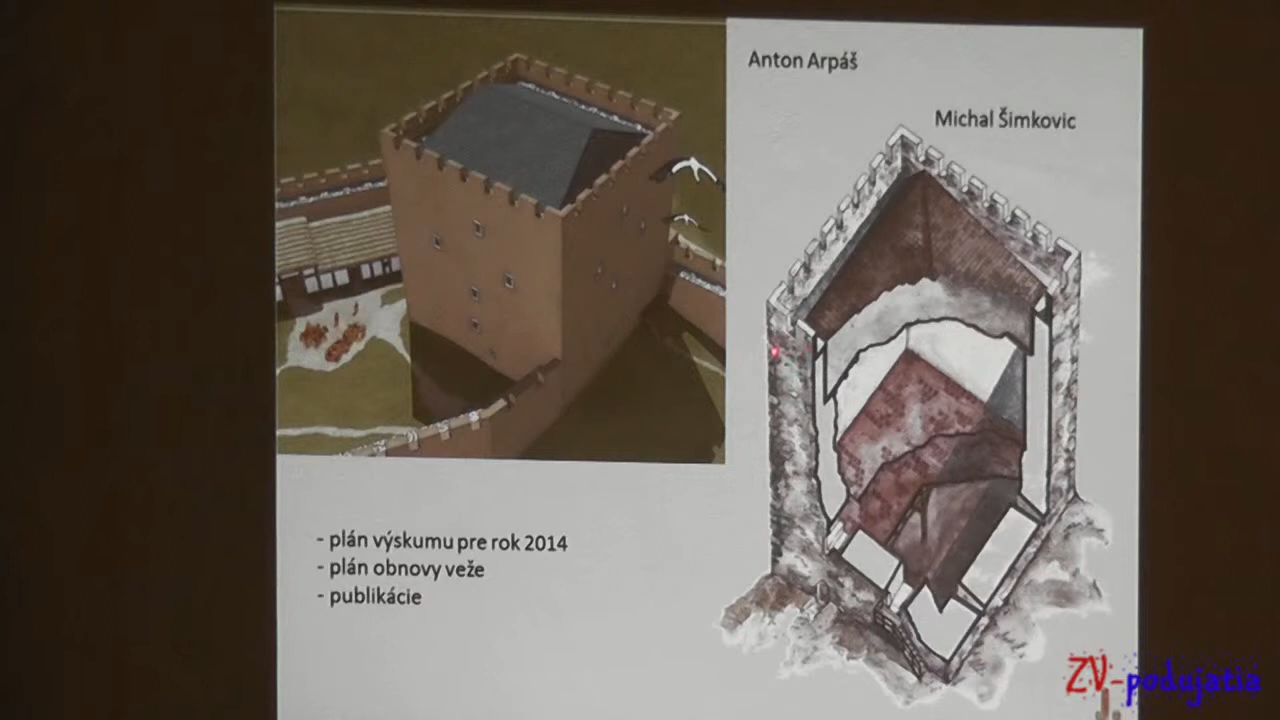 Anton Arpáš
Michal Šimkovic
- plán výskumu pre rok 2014
- plán obnovy veže
- publikácie
ZV-podujatia